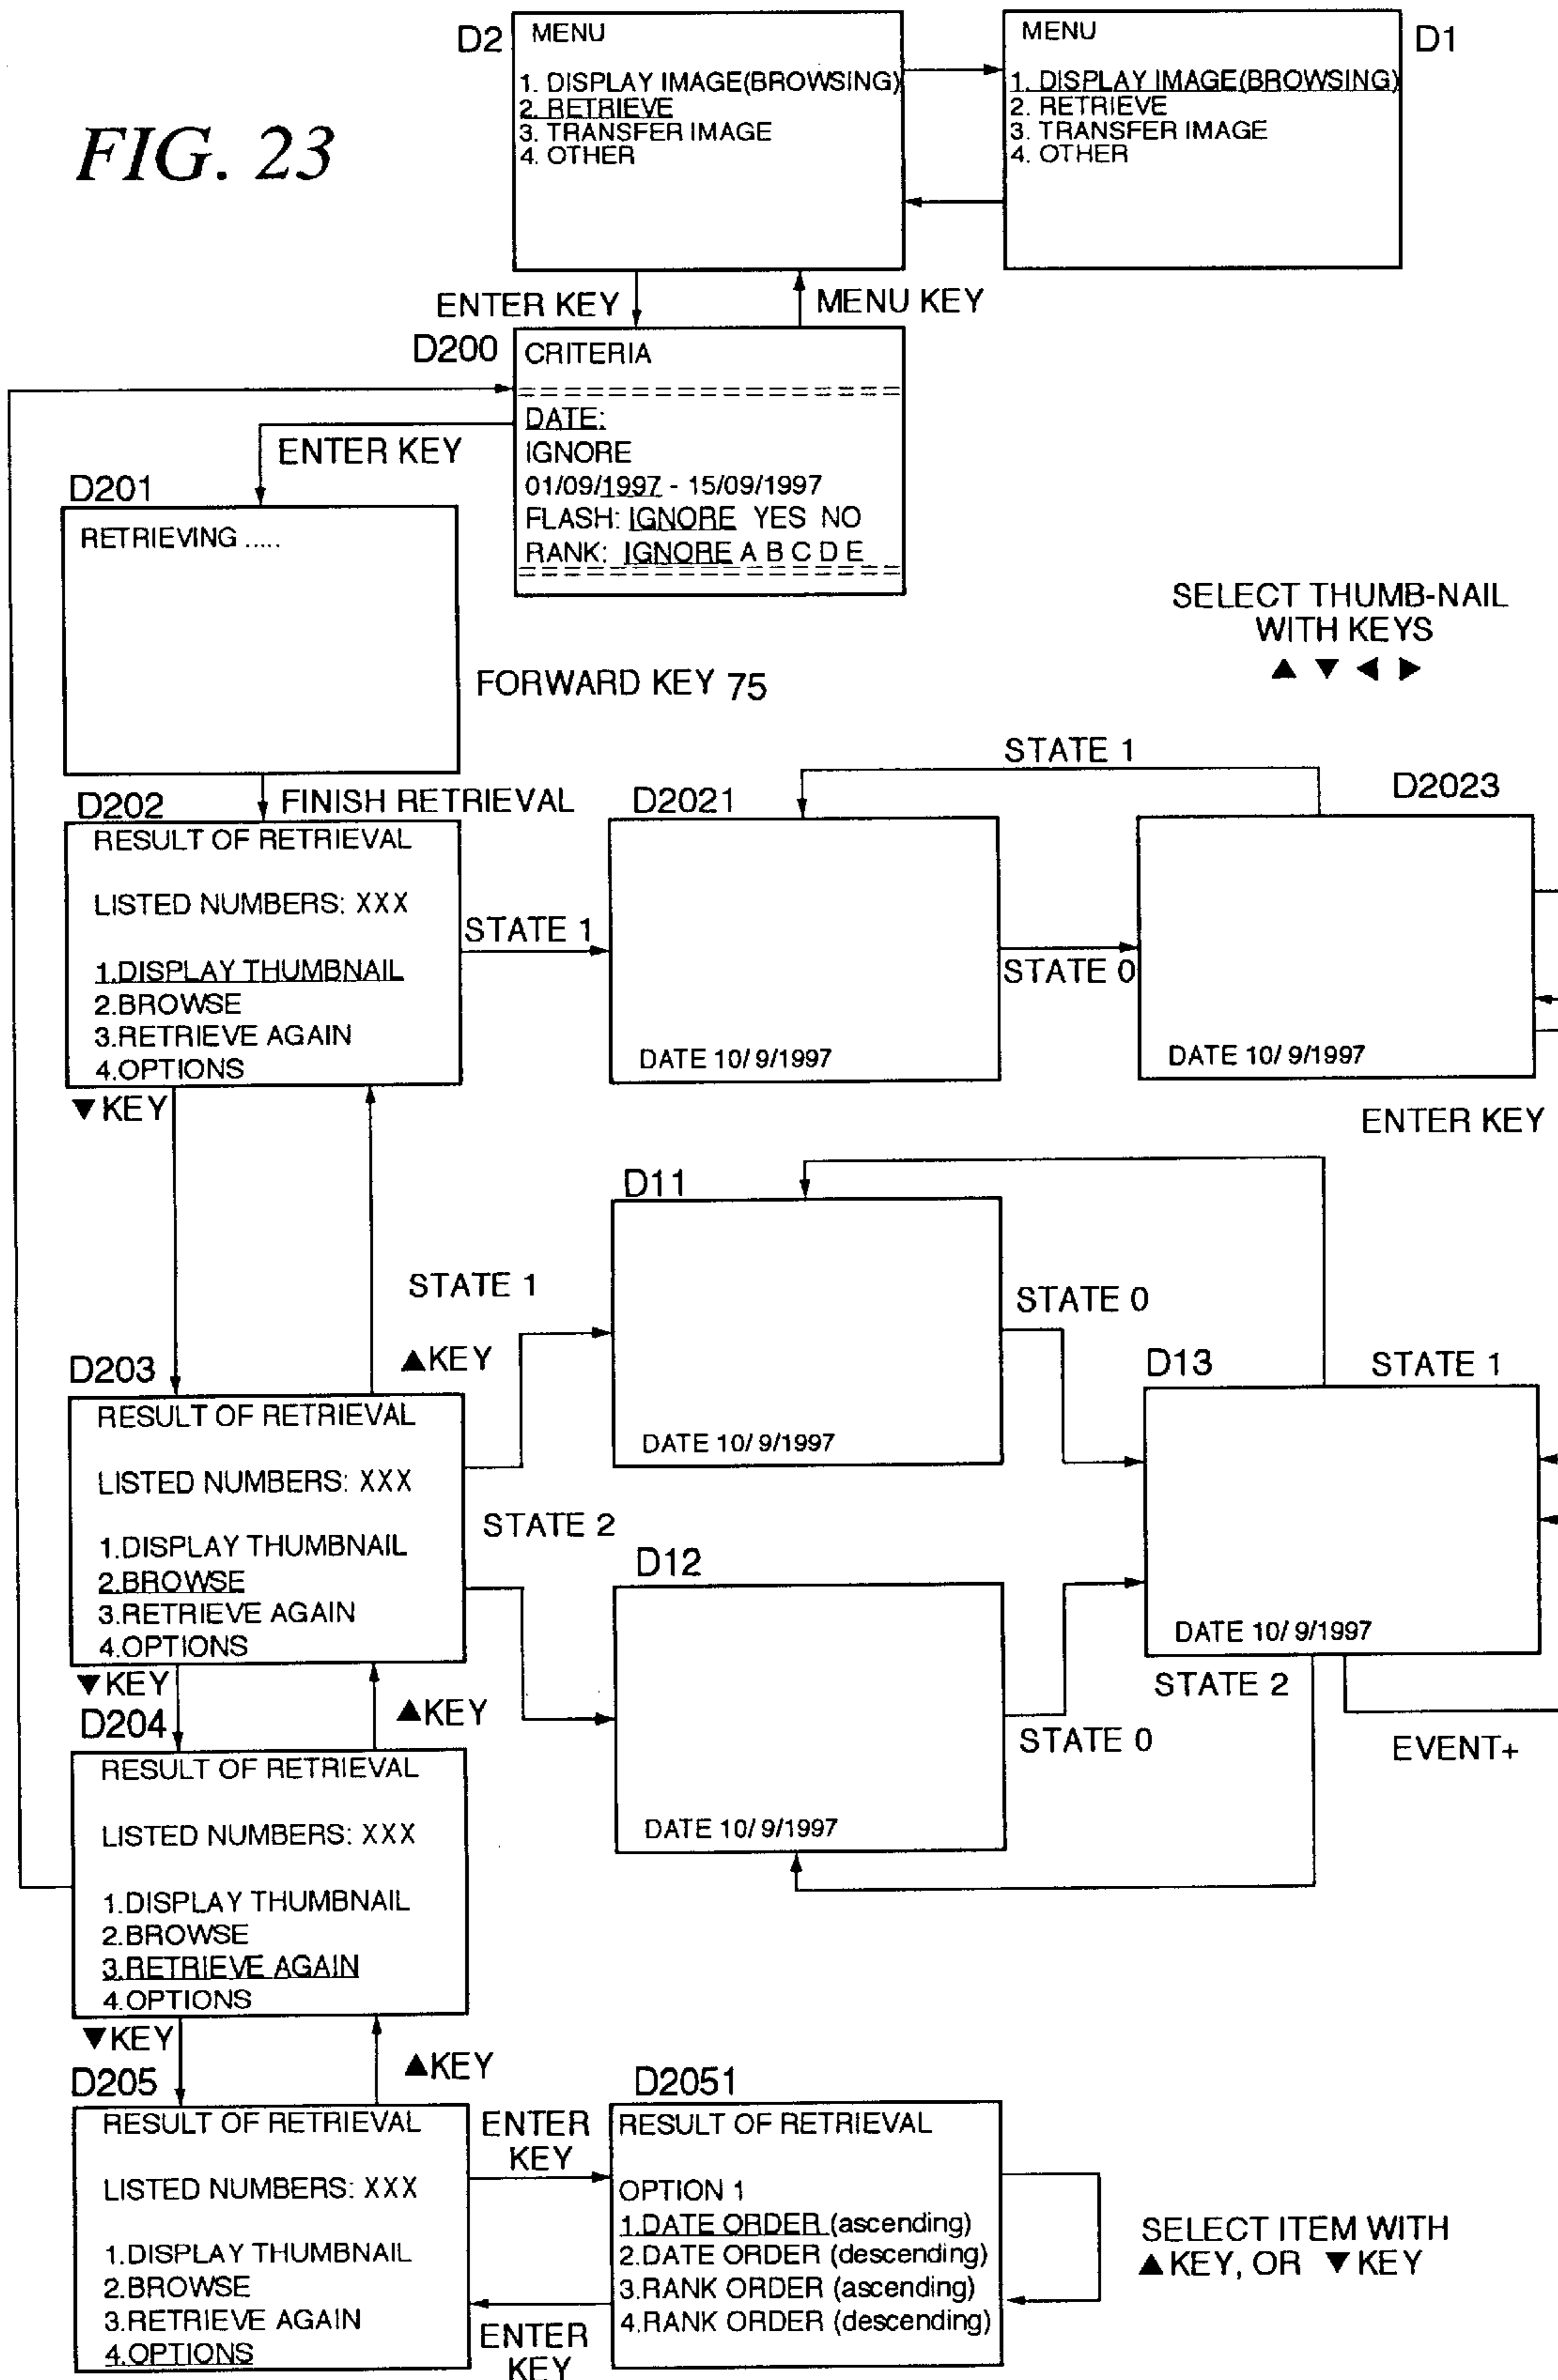 FIG. 23
D2
MENU
1. DISPLAY IMAGE(BROWSING)
2. RETRIEVE
3. TRANSFER IMAGE
4. OTHER
D1
MENU
1. DISPLAY IMAGE(BROWSING)
2. RETRIEVE
3. TRANSFER IMAGE
4. OTHER
ENTER KEY
MENU KEY
D200
CRITERIA
==================
DATE:
IGNORE
01/09/1997 - 15/09/1997
FLASH: IGNORE YES NO
RANK: IGNORE A B C D E
==================
ENTER KEY
D201
RETRIEVING .....
FORWARD KEY 75
SELECT THUMB-NAIL
WITH KEYS
▲ ▼ ◀ ▶
FINISH RETRIEVAL
D202
RESULT OF RETRIEVAL
LISTED NUMBERS: XXX
1.DISPLAY THUMBNAIL
2.BROWSE
3.RETRIEVE AGAIN
4.OPTIONS
STATE 1
D2021
DATE 10/ 9/1997
STATE 0
STATE 1
D2023
DATE 10/ 9/1997
ENTER KEY
▼KEY
▲KEY
D203
RESULT OF RETRIEVAL
LISTED NUMBERS: XXX
1.DISPLAY THUMBNAIL
2.BROWSE
3.RETRIEVE AGAIN
4.OPTIONS
STATE 1
D11
DATE 10/ 9/1997
STATE 0
STATE 2
D12
DATE 10/ 9/1997
STATE 0
D13
STATE 1
DATE 10/ 9/1997
STATE 2
EVENT+
▼KEY
▲KEY
D204
RESULT OF RETRIEVAL
LISTED NUMBERS: XXX
1.DISPLAY THUMBNAIL
2.BROWSE
3.RETRIEVE AGAIN
4.OPTIONS
▼KEY
▲KEY
D205
RESULT OF RETRIEVAL
LISTED NUMBERS: XXX
1.DISPLAY THUMBNAIL
2.BROWSE
3.RETRIEVE AGAIN
4.OPTIONS
ENTER
KEY
ENTER
KEY
D2051
RESULT OF RETRIEVAL
OPTION 1
1.DATE ORDER (ascending)
2.DATE ORDER (descending)
3.RANK ORDER (ascending)
4.RANK ORDER (descending)
SELECT ITEM WITH
▲KEY, OR ▼KEY